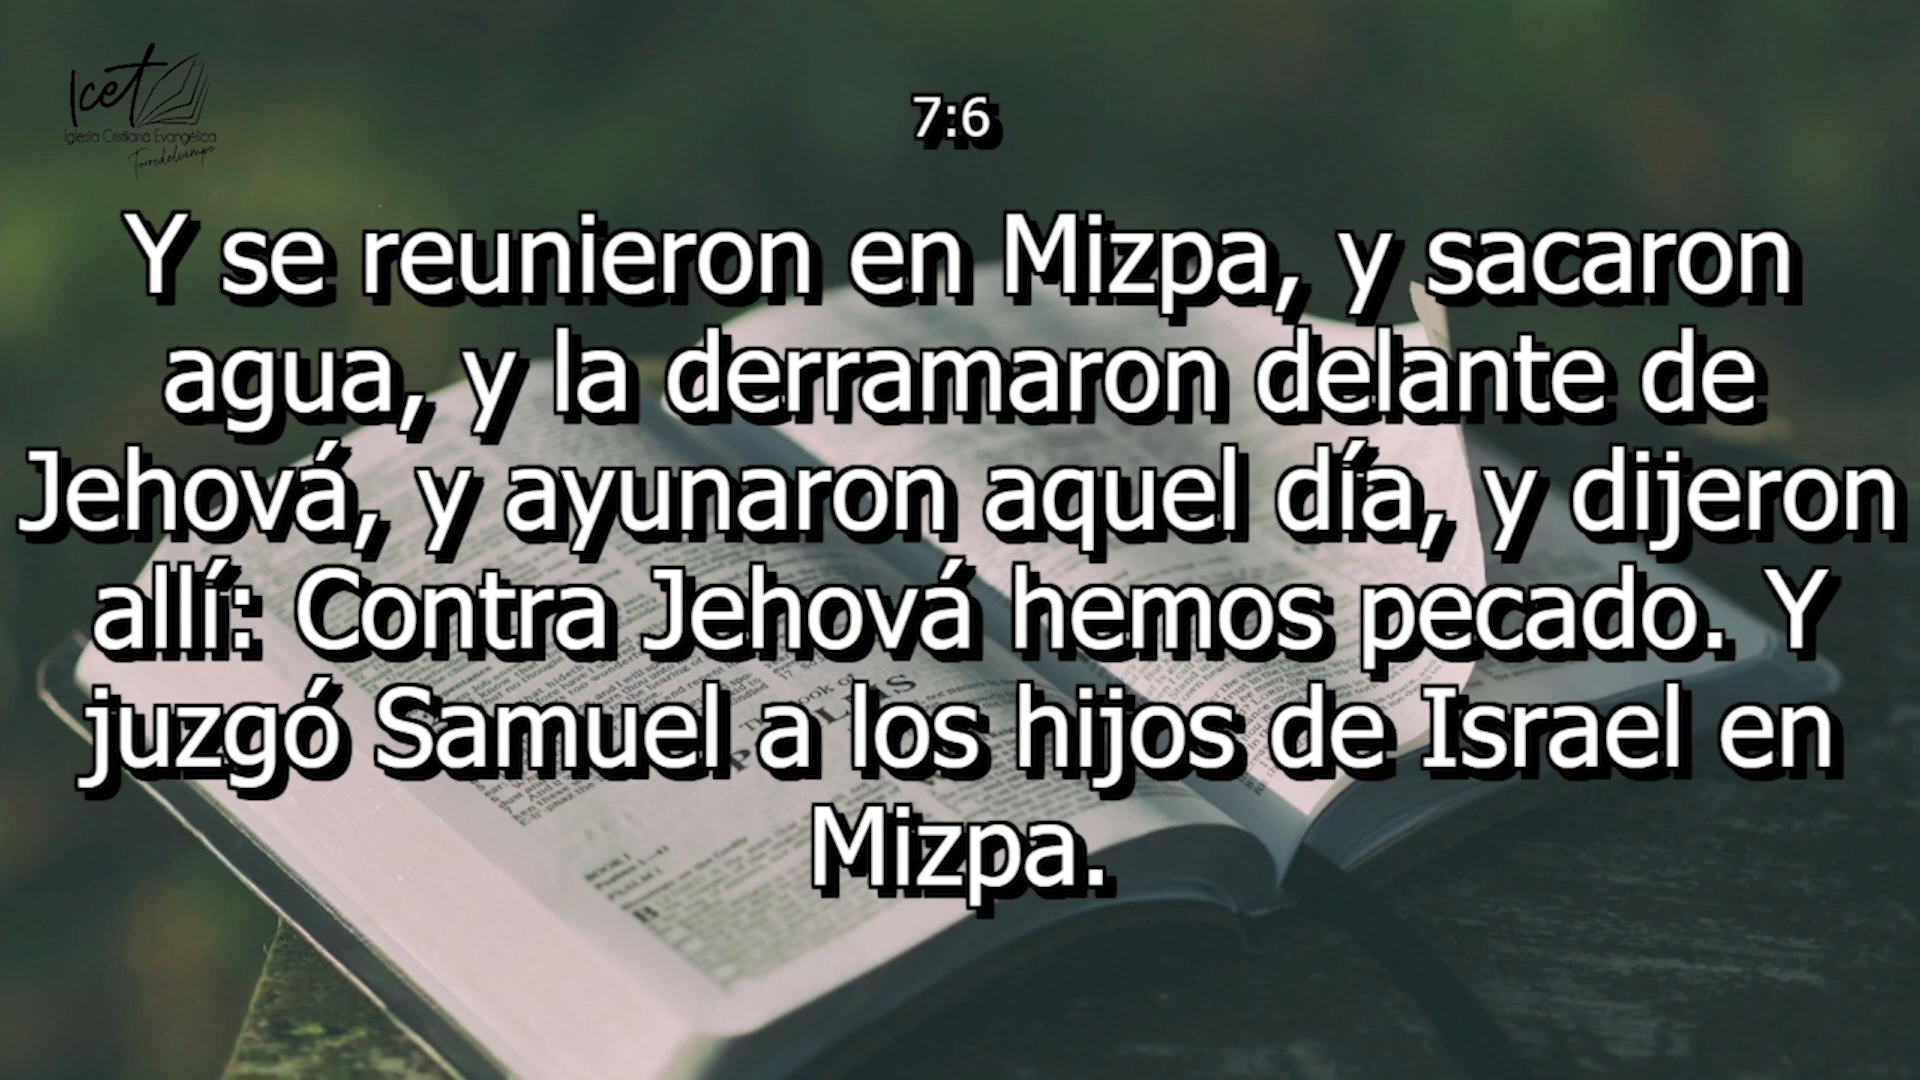 Icet
Iglesia Cristiana Evangélica
Torredelcampo
7:6
Y se reunieron en Mizpa, y sacaron
agua, y la derramaron delante de
Jehová, y ayunaron aquel día, y dijeron
allí: Contra Jehová hemos pecado. Y
juzgó Samuel a los hijos de Israel en
Mizpa.